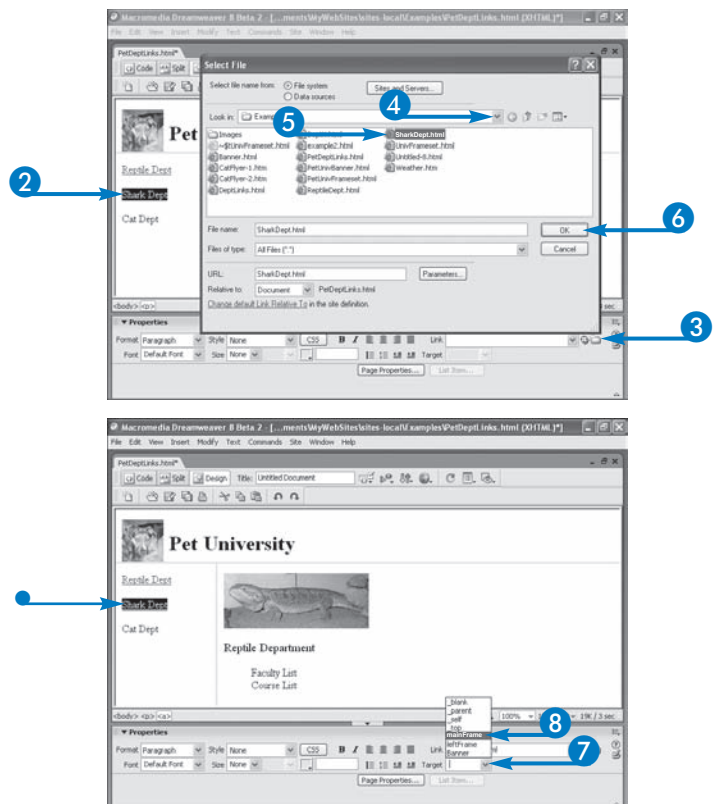 Macromedia Dreamweaver 8 Beta 2 - [...ments\MyWebSites\sites-local\Examples\PetDeptLinks.html (XHTML)*]
File Edit View Insert Modify Text Commands Site Window Help
PetDeptLinks.html*
Code Split
Select File
Select file name from: File system Sites and Servers...
Data sources
4
Look in:
5
Images SharkDept.html
example2.html UnivFrameset.html
Banner.html PetDeptLinks.html Untitled-8.html
CatFlyer-1.htm PetUnivBanner.html Weather.htm
CatFlyer-2.htm PetUnivFrameset.html
DeptLinks.html ReptileDept.html
Pet
Reptile Dept
2
Shark Dept
Cat Dept
6
File name: SharkDept.html OK
Files of type: All Files (*.*) Cancel
URL: SharkDept.html Parameters...
Relative to: Document PetDeptLinks.html
Change default Link Relative To in the site definition.
<body> <p> sec
Properties
3
Format Paragraph Style None CSS B I Link
Font Default Font Size None Target
Page Properties... List Item...
Macromedia Dreamweaver 8 Beta 2 - [...ments\MyWebSites\sites-local\Examples\PetDeptLinks.html (XHTML)*]
File Edit View Insert Modify Text Commands Site Window Help
PetDeptLinks.html*
Code Split Design Title: Untitled Document
Pet University
Reptile Dept
Shark Dept
Cat Dept
Reptile Department
Faculty List
Course List
_blank
_parent
_self
_top
mainFrame
leftFrame
Banner
8
7
<body> <p> <a> 100% 19K / 3 sec
Properties
Format Paragraph Style None CSS B I Link
Font Default Font Size None Target
Page Properties... List Item...